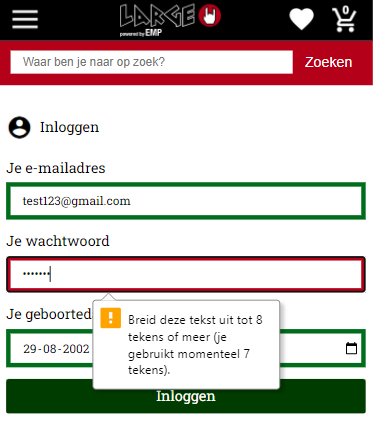 LARGE
powered by EMP
0
Waar ben je naar op zoek?
Zoeken
Inloggen
Je e-mailadres
test123@gmail.com
Je wachtwoord
•••••••
Je geboorted
Breid deze tekst uit tot 8
tekens of meer (je
gebruikt momenteel 7
tekens).
29-08-2002
Inloggen